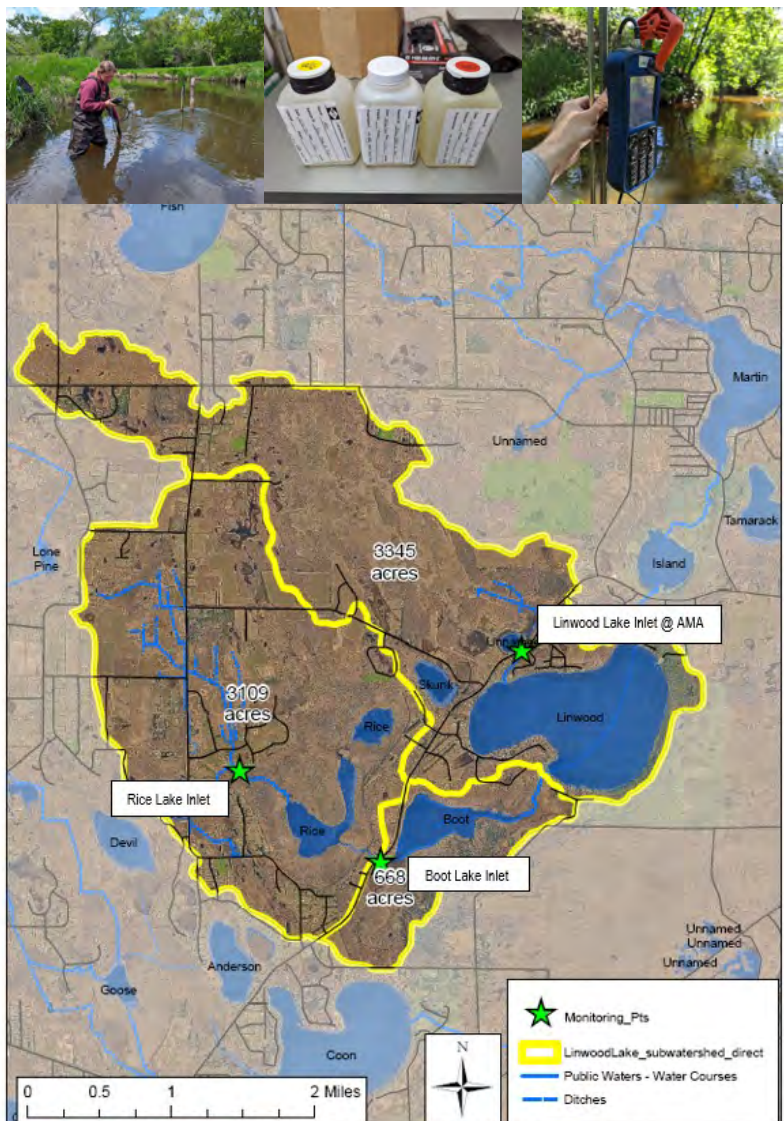 Fish
Martin
Unnamed
Tamarack
Lone
Pine
3345
acres
Island
Linwood Lake Inlet @ AMA
Skunk
3109
acres
Rice
Linwood
Rice Lake Inlet
Rice
Boot
Devil
668
acres
Boot Lake Inlet
Unnamed
Unnamed
Unnamed
Anderson
Goose
Coon
Monitoring_Pts
LinwoodLake_subwatershed_direct
Public Waters - Water Courses
Ditches
N
0 0.5 1 2 Miles